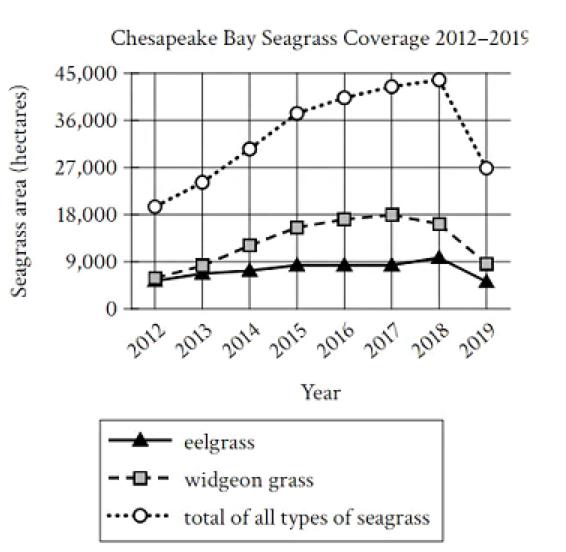 Chesapeake Bay Seagrass Coverage 2012–2019
Seagrass area (hectares)
45,000
36,000
27,000
18,000
9,000
0
2012 2013 2014 2015 2016 2017 2018 2019
Year
eelgrass
widgeon grass
total of all types of seagrass